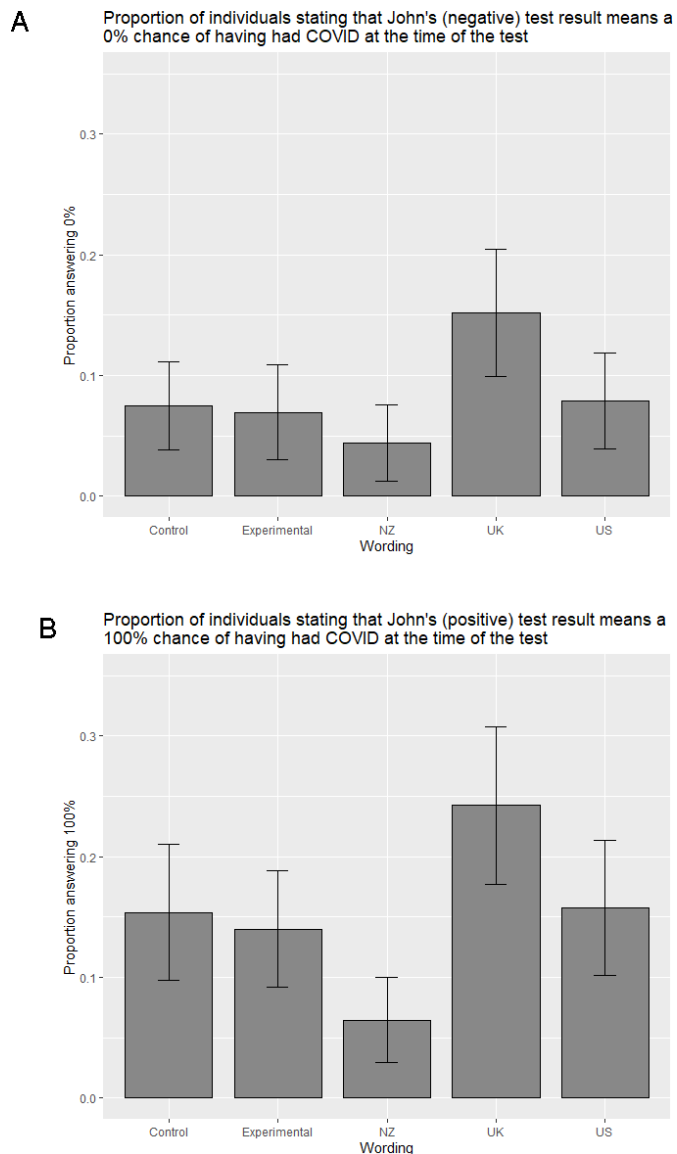 A
Proportion of individuals stating that John's (negative) test result means a
0% chance of having had COVID at the time of the test
Proportion answering 0%
0.3
0.2
0.1
0.0
Control Experimental NZ UK US
Wording
B
Proportion of individuals stating that John's (positive) test result means a
100% chance of having had COVID at the time of the test
Proportion answering 100%
0.3
0.2
0.1
0.0
Control Experimental NZ UK US
Wording